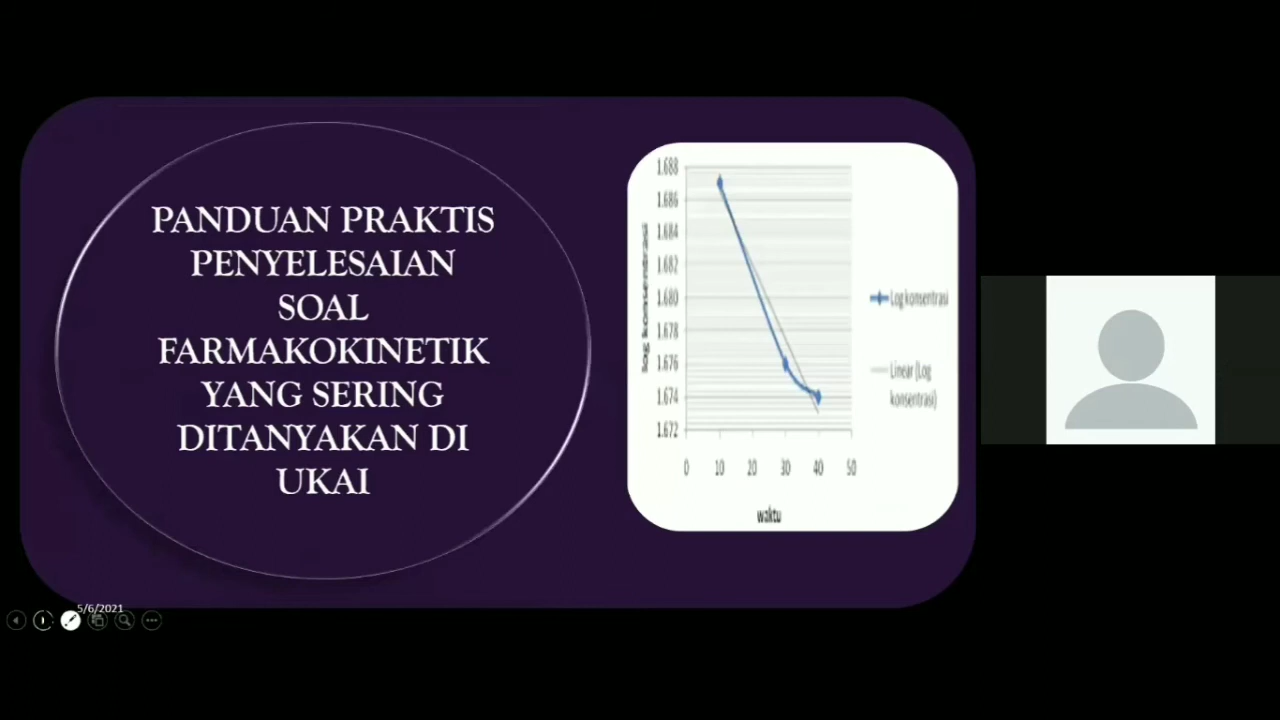 PANDUAN PRAKTIS
PENYELESAIAN
SOAL
FARMAKOKINETIK
YANG SERING
DITANYAKAN DI
UKAI
1.688
1.686
1.684
1.682
1.680
1.678
1.676
1.674
1.672
log konsentrasi
0 10 20 30 40 50
waktu
Log konsentrasi
Linear (Log
konsentrasi)
5/6/2021